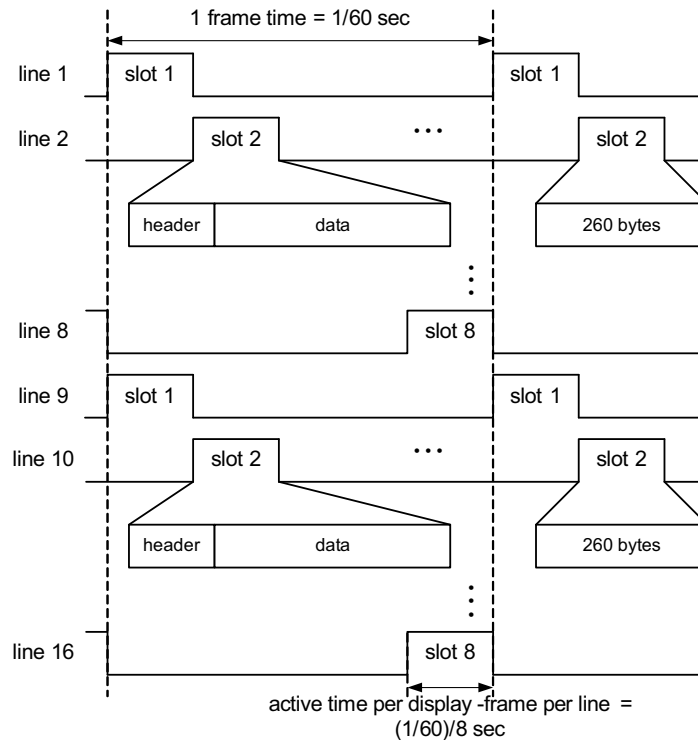 1 frame time = 1/60 sec
line 1 slot 1 slot 1
line 2 slot 2 ... slot 2
header data 260 bytes
line 8 slot 8
line 9 slot 1 slot 1
line 10 slot 2 ... slot 2
header data 260 bytes
line 16 slot 8
active time per display -frame per line =
(1/60)/8 sec